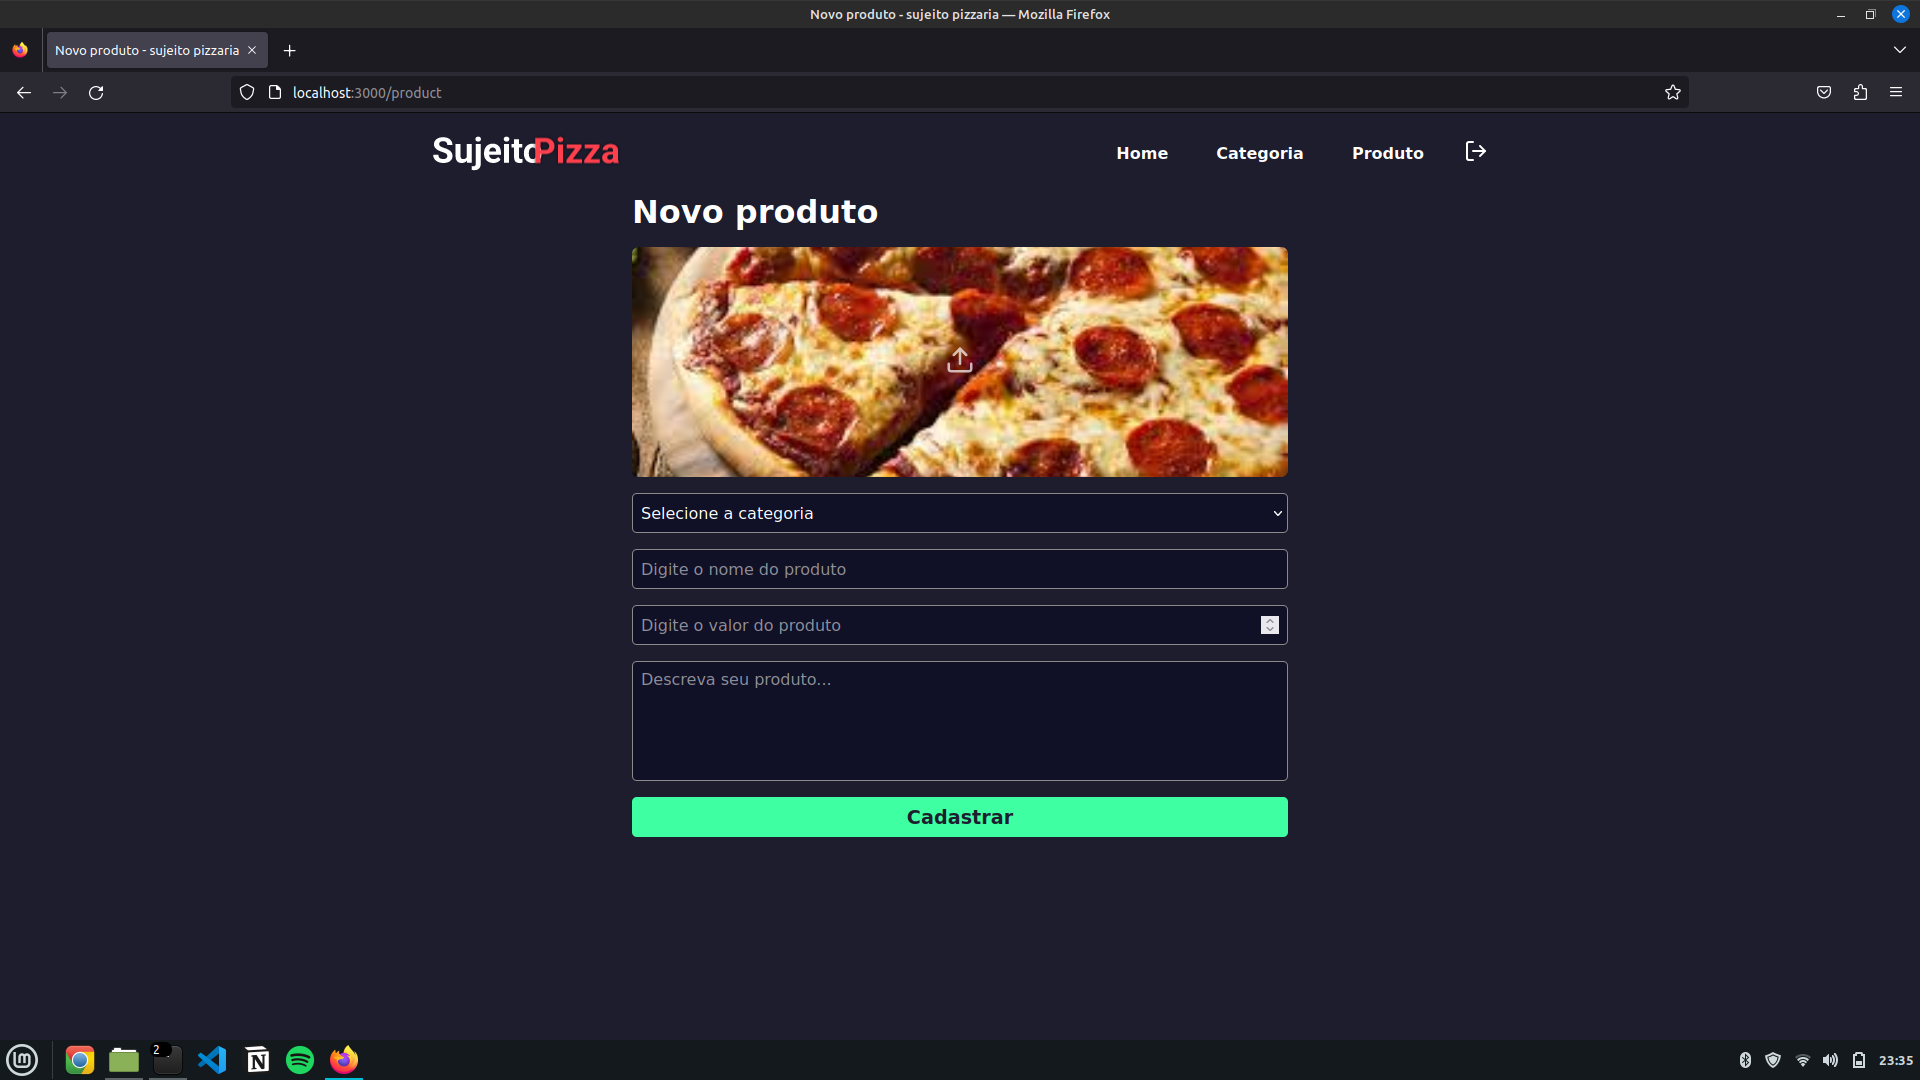 Novo produto - sujeito pizzaria — Mozilla Firefox
Novo produto - sujeito pizzaria
localhost:3000/product
SujeitoPizza
Home Categoria Produto
Novo produto
Selecione a categoria
Digite o nome do produto
Digite o valor do produto
Descreva seu produto...
Cadastrar
2
23:35